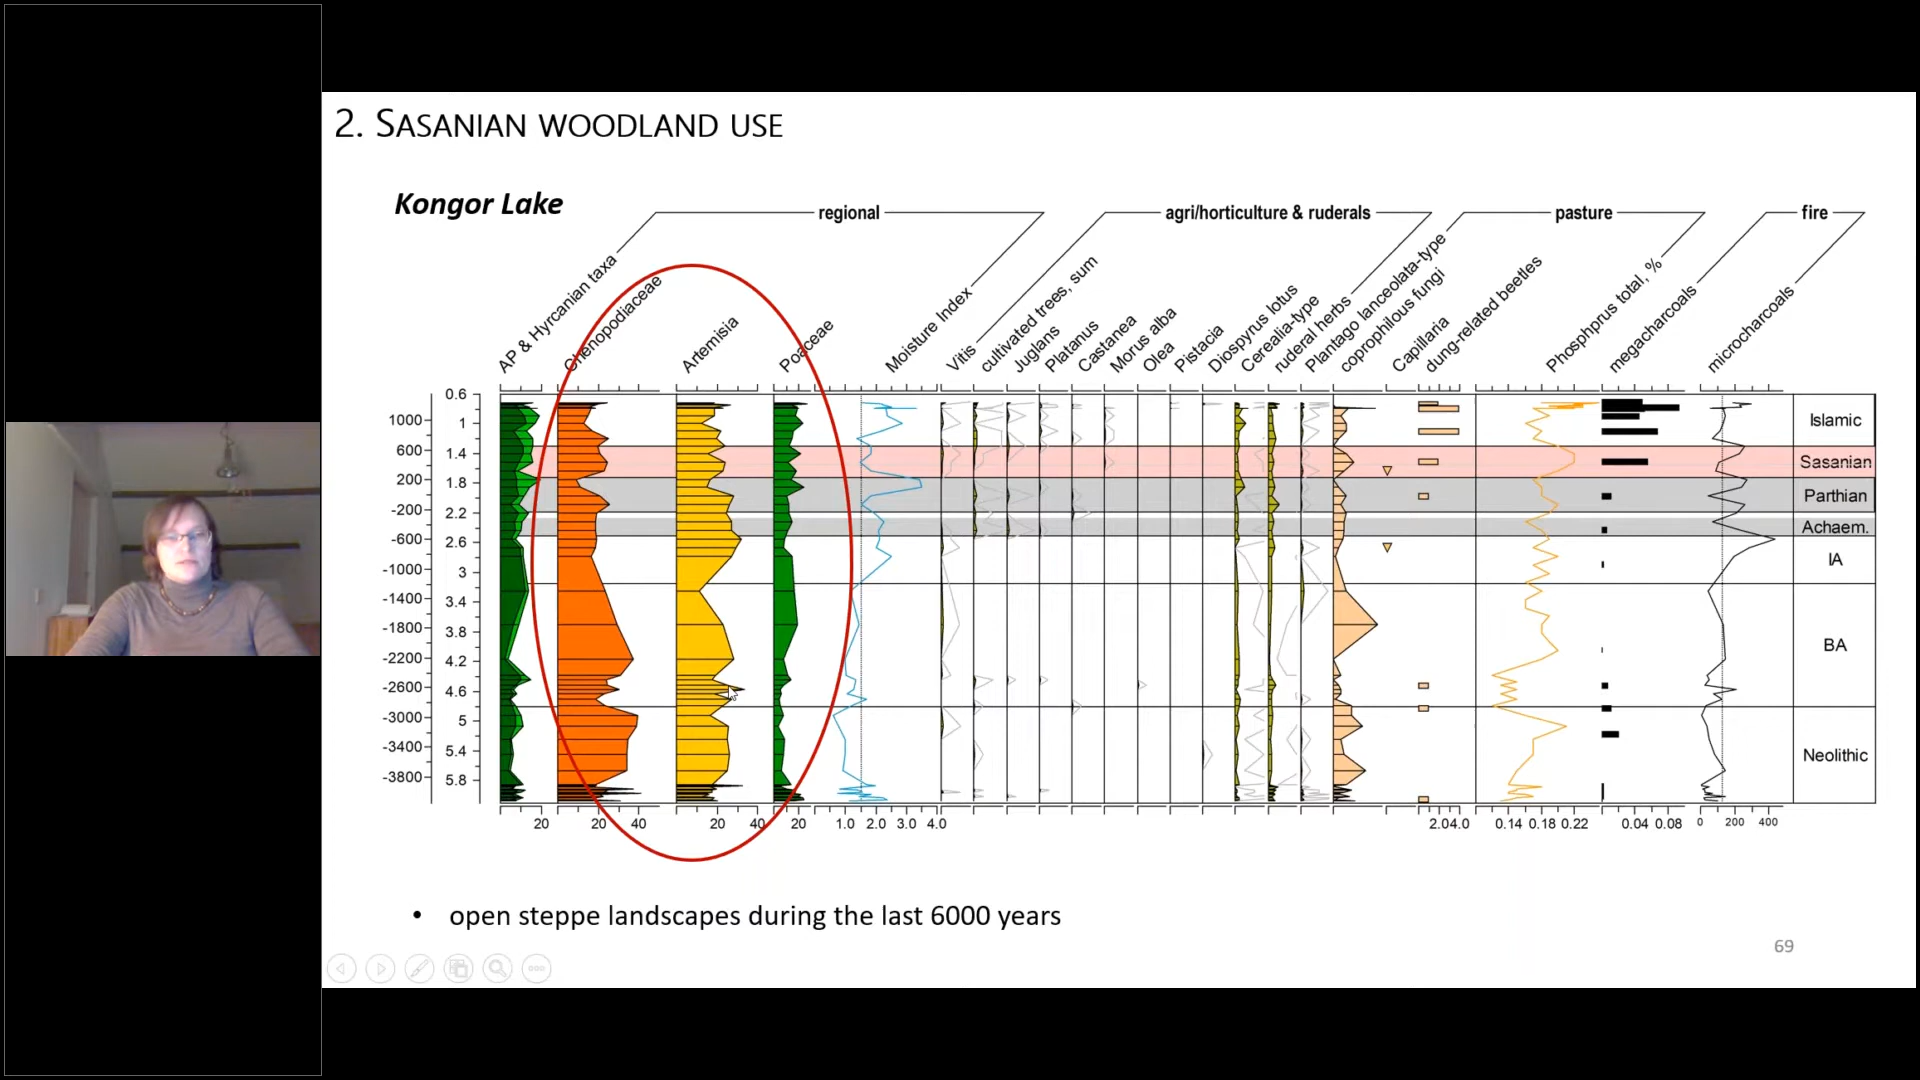 2. SASANIAN WOODLAND USE
Kongor Lake
regional
agri/horticulture & ruderals
pasture
fire
AP & Hyrcanian taxa
Chenopodiaceae
Artemisia
Poaceae
Moisture Index
Vitis
cultivated trees, sum
Juglans
Platanus
Castanea
Morus alba
Olea
Pistacia
Diospyrus lotus
Cerealia-type
ruderal herbs
Plantago lanceolata-type
coprophilous fungi
Capillaria
dung-related beetles
Phosphprus total, %
megacharcoals
microcharcoals
0.6
1000
1
Islamic
600
1.4
Sasanian
200
1.8
Parthian
-200
2.2
Achaem.
-600
2.6
IA
-1000
3
-1400
3.4
-1800
3.8
BA
-2200
4.2
-2600
4.6
-3000
5
-3400
5.4
Neolithic
-3800
5.8
20 20 40 20 40 20 1.0 2.0 3.0 4.0 2.0 4.0 0.14 0.18 0.22 0.04 0.08 0 200 400
• open steppe landscapes during the last 6000 years
69